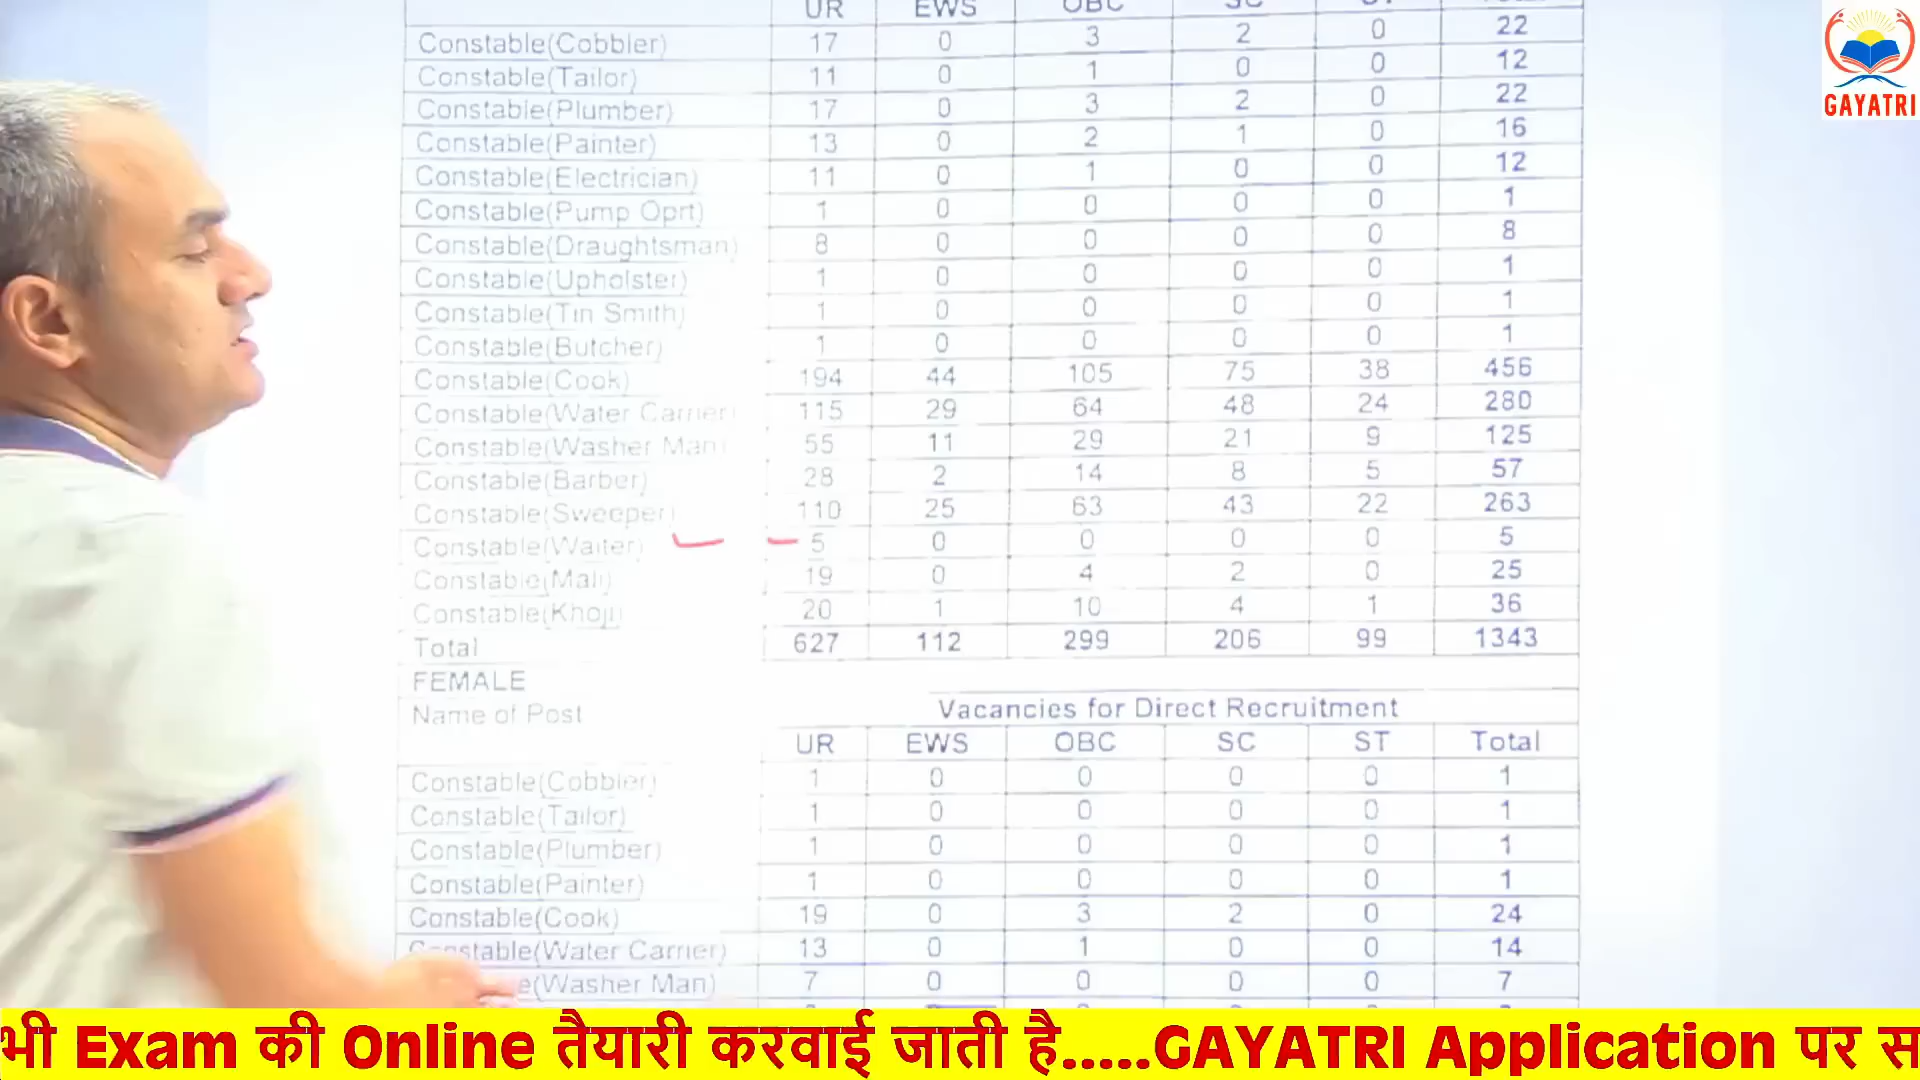 UR EWS OBC SC
Constable(Cobbler) 17 0 3 2 0 22
Constable(Tailor) 11 0 1 0 0 12
Constable(Plumber) 17 0 3 2 0 22
Constable(Painter) 13 0 2 1 0 16
Constable(Electrician) 11 0 1 0 0 12
Constable(Pump Oprt) 1 0 0 0 0 1
Constable(Draughtsman) 8 0 0 0 0 8
Constable(Upholster) 1 0 0 0 0 1
Constable(Tin Smith) 1 0 0 0 0 1
Constable(Butcher) 1 0 0 0 0 1
Constable(Cook) 194 44 105 75 38 456
Constable(Water Carrier) 115 29 64 48 24 280
Constable(Washer Man) 55 11 29 21 9 125
Constable(Barber) 28 2 14 8 5 57
Constable(Sweeper) 110 25 63 43 22 263
Constable(Waiter) 5 0 0 0 0 5
Constable(Mali) 19 0 4 2 0 25
Constable(Khoji) 20 1 10 4 1 36
Total 627 112 299 206 99 1343
FEMALE
Name of Post Vacancies for Direct Recruitment
UR EWS OBC SC ST Total
Constable(Cobbler) 1 0 0 0 0 1
Constable(Tailor) 1 0 0 0 0 1
Constable(Plumber) 1 0 0 0 0 1
Constable(Painter) 1 0 0 0 0 1
Constable(Cook) 19 0 3 2 0 24
Constable(Water Carrier) 13 0 1 0 0 14
e(Washer Man) 7 0 0 0 0 7
GAYATRI
भी Exam की Online तैयारी करवाई जाती है.....GAYATRI Application पर स